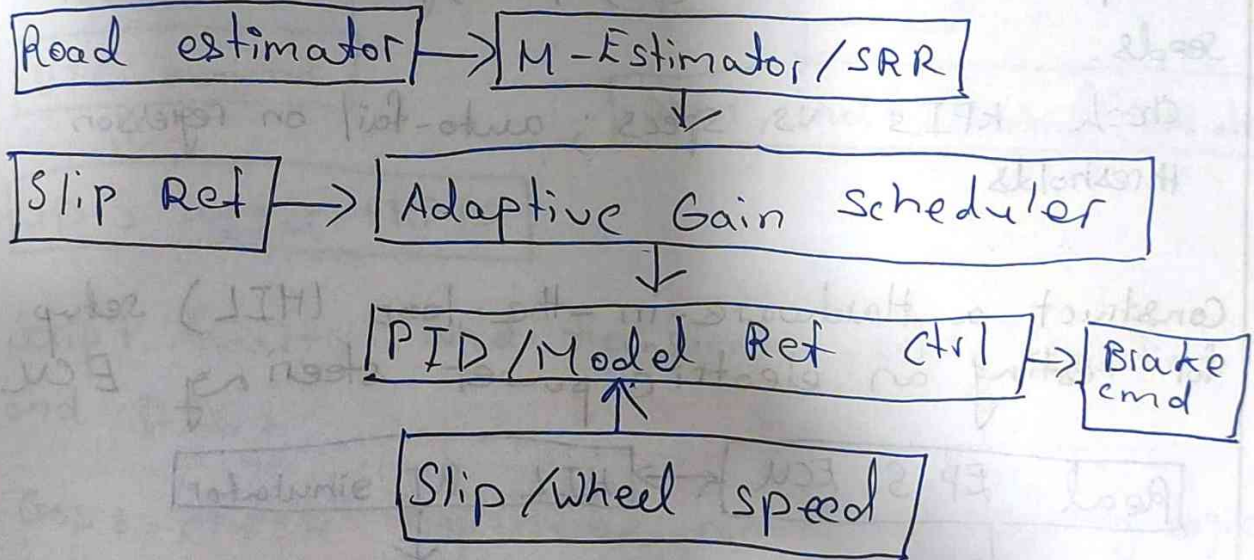 Road estimator → M-Estimator/SRR
Slip Ref → Adaptive Gain Scheduler
PID/Model Ref Ctrl → Brake cmd
Slip/Wheel speed